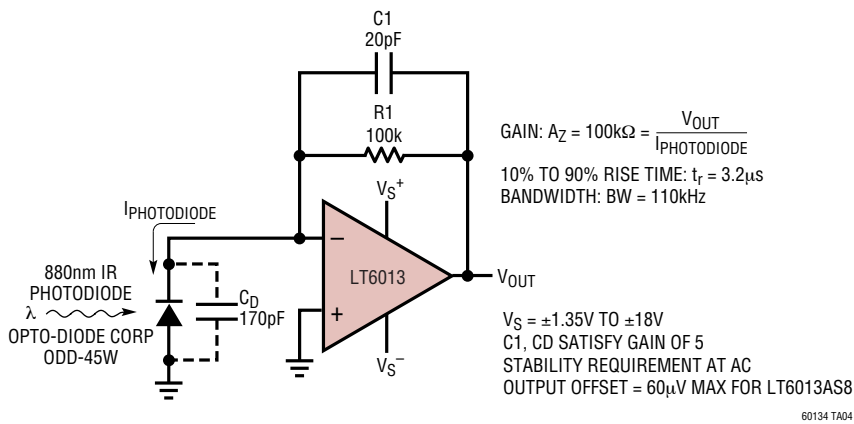 C1
20pF
R1
100k
GAIN: AZ = 100kΩ = VOUT
IPHOTODIODE
10% TO 90% RISE TIME: tr = 3.2µs
BANDWIDTH: BW = 110kHz
IPHOTODIODE
VS+
–
LT6013
+
VS–
VOUT
880nm IR
PHOTODIODE
λ
OPTO-DIODE CORP
ODD-45W
CD
170pF
VS = ±1.35V TO ±18V
C1, CD SATISFY GAIN OF 5
STABILITY REQUIREMENT AT AC
OUTPUT OFFSET = 60µV MAX FOR LT6013AS8
60134 TA04